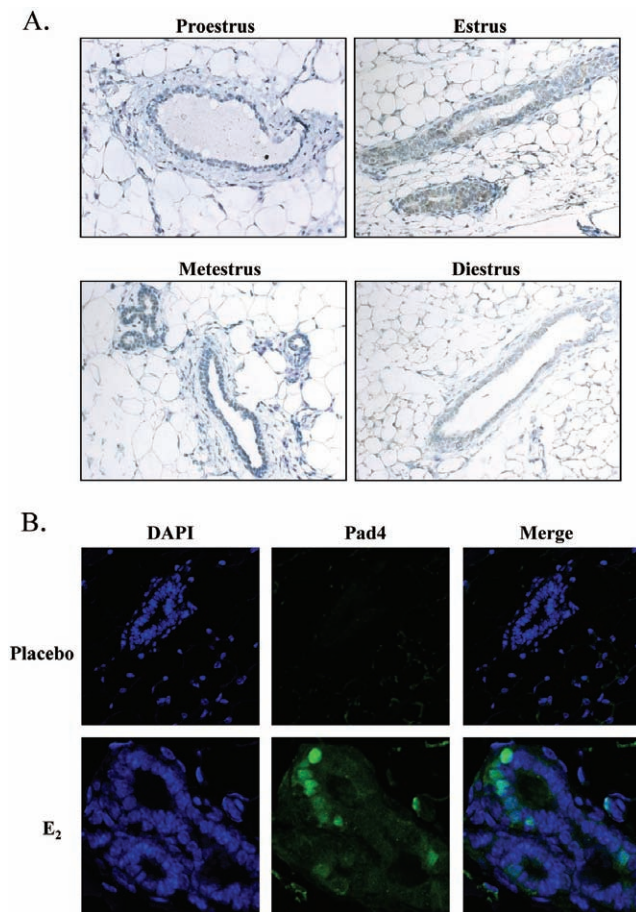 A.
Proestrus
Estrus
Metestrus
Diestrus
B.
DAPI
Pad4
Merge
Placebo
E₂